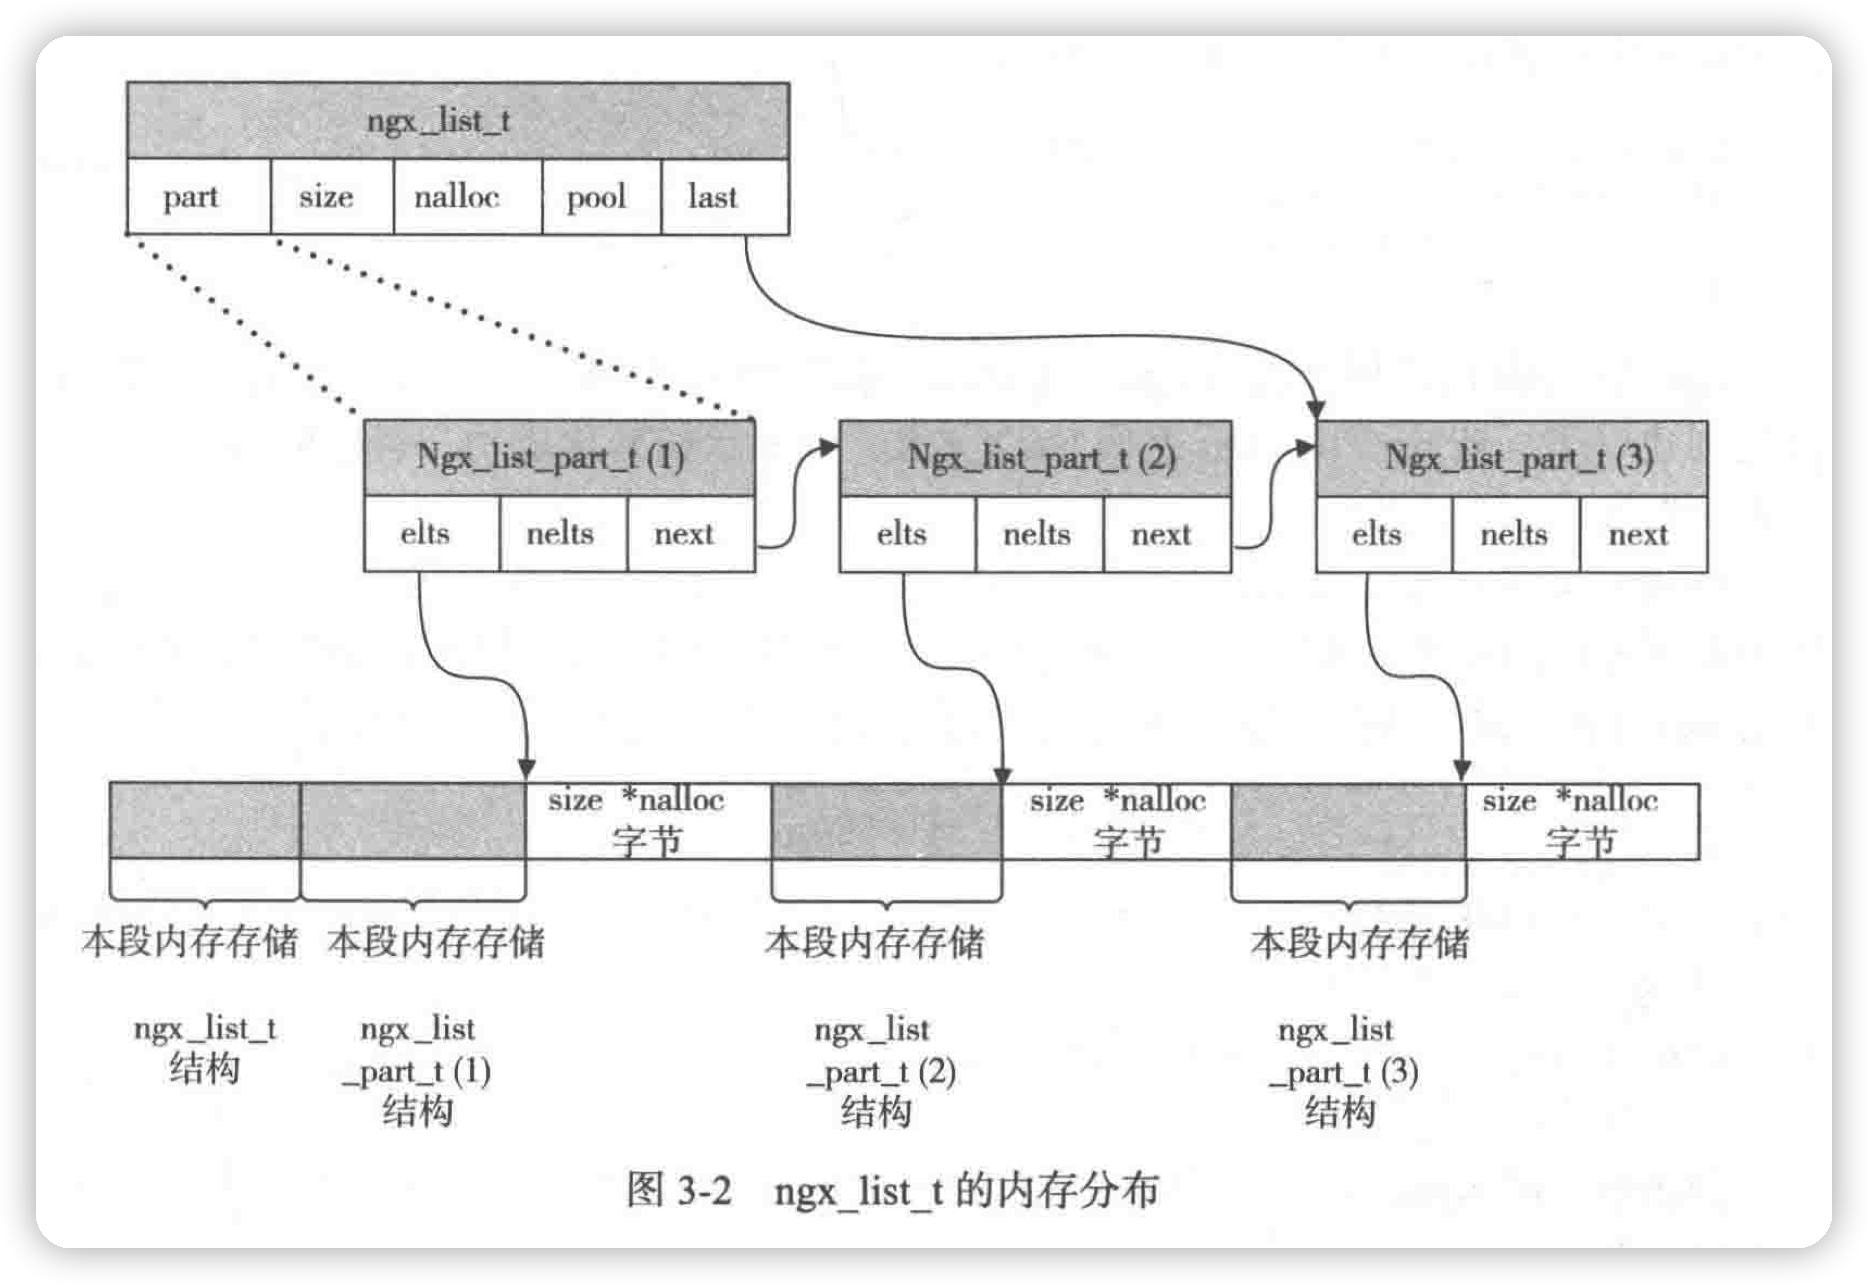 ngx_list_t
part size nalloc pool last
Ngx_list_part_t (1) Ngx_list_part_t (2) Ngx_list_part_t (3)
elts nelts next elts nelts next elts nelts next
size *nalloc size *nalloc size *nalloc
字节 字节 字节
本段内存存储 本段内存存储 本段内存存储 本段内存存储
ngx_list_t ngx_list ngx_list ngx_list
结构 _part_t (1) _part_t (2) _part_t (3)
结构 结构 结构
图 3-2 ngx_list_t 的内存分布